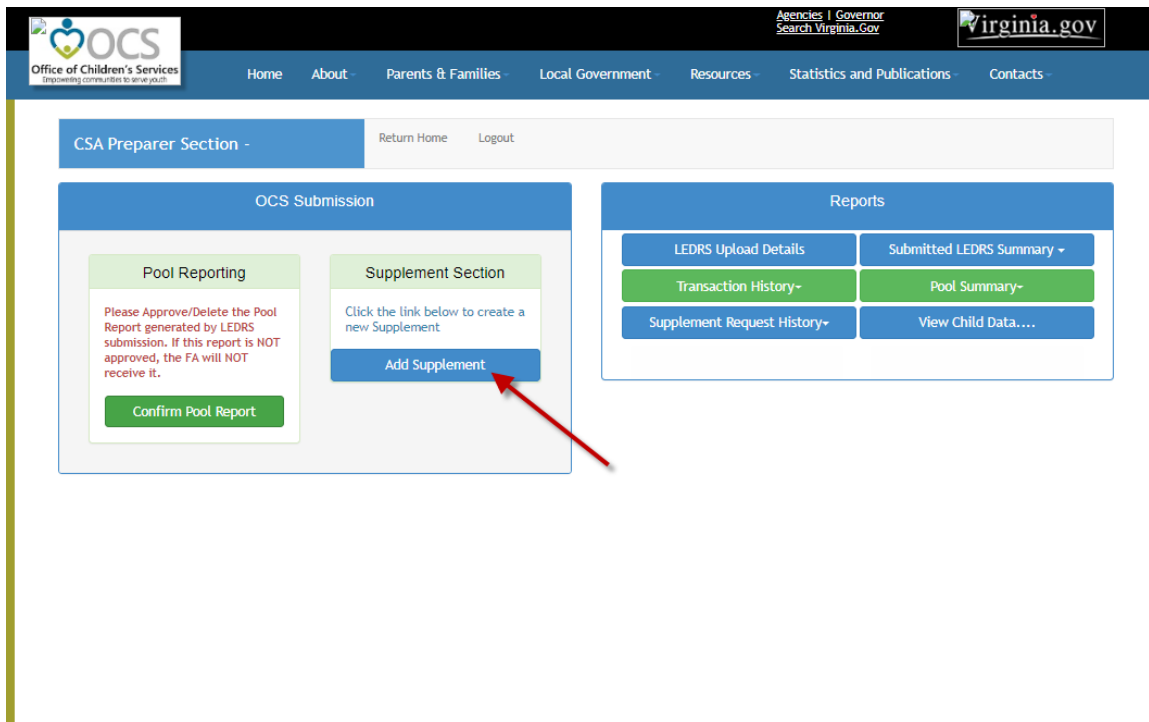 Agencies | Governor
Search Virginia.Gov
Virginia.gov
OCS
Office of Children's Services
Empowering communities to serve youth
Home About Parents & Families Local Government Resources Statistics and Publications Contacts
CSA Preparer Section -
Return Home Logout
OCS Submission
Pool Reporting
Please Approve/Delete the Pool
Report generated by LEDRS
submission. If this report is NOT
approved, the FA will NOT
receive it.
Confirm Pool Report
Supplement Section
Click the link below to create a
new Supplement
Add Supplement
Reports
LEDRS Upload Details Submitted LEDRS Summary
Transaction History Pool Summary
Supplement Request History View Child Data....